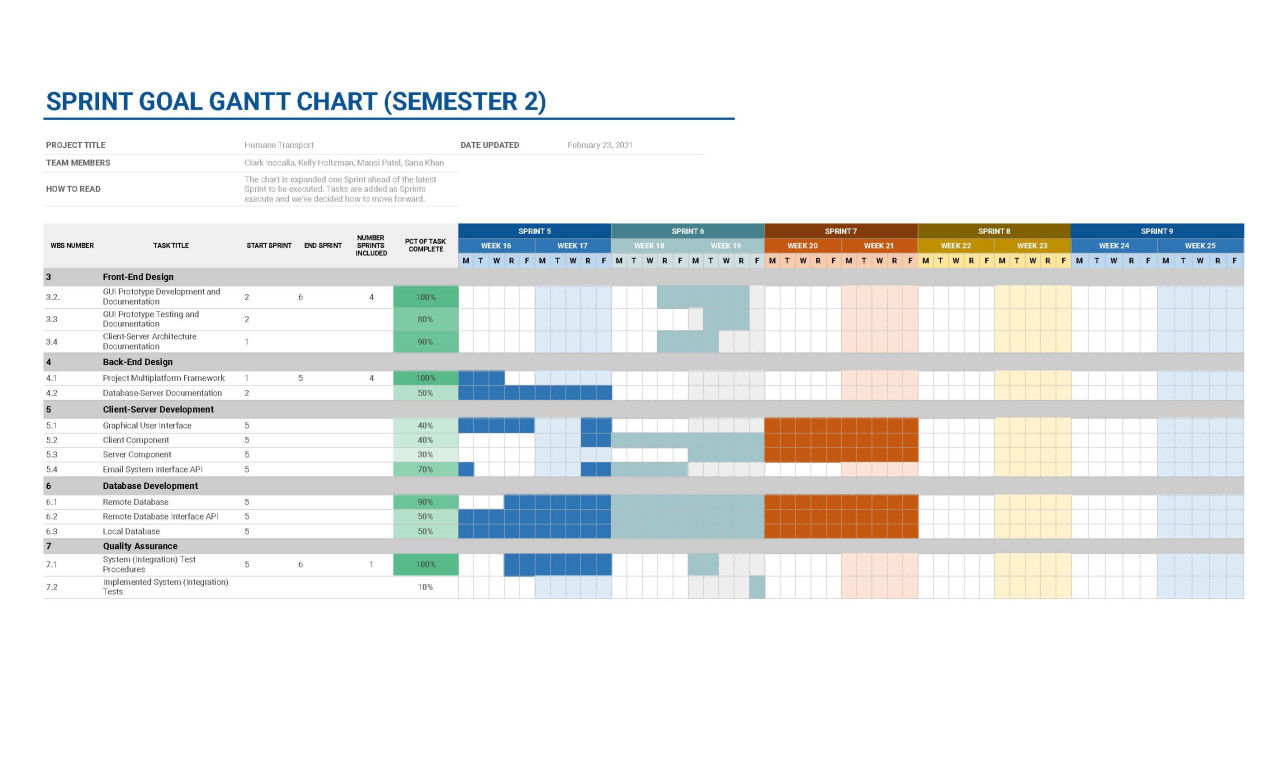 SPRINT GOAL GANTT CHART (SEMESTER 2)
PROJECT TITLE Humane Transport DATE UPDATED February 23, 2021
TEAM MEMBERS Clark Inocalla, Kelly Holtzman, Mansi Patel, Sana Khan
HOW TO READ
The chart is expanded one Sprint ahead of the latest
Sprint to be executed. Tasks are added as Sprints
execute and we've decided how to move forward.
WBS NUMBER TASK TITLE START SPRINT END SPRINT NUMBER SPRINTS INCLUDED PCT OF TASK COMPLETE
SPRINT 5 SPRINT 6 SPRINT 7 SPRINT 8 SPRINT 9
WEEK 16 WEEK 17 WEEK 18 WEEK 19 WEEK 20 WEEK 21 WEEK 22 WEEK 23 WEEK 24 WEEK 25
M T W R F M T W R F M T W R F M T W R F M T W R F M T W R F M T W R F M T W R F M T W R F M T W R F
3 Front-End Design
3.2. GUI Prototype Development and Documentation 2 6 4 100%
3.3 GUI Prototype Testing and Documentation 2 80%
3.4 Client-Server Architecture Documentation 1 90%
4 Back-End Design
4.1 Project Multiplatform Framework 1 5 4 100%
4.2 Database-Server Documentation 2 50%
5 Client-Server Development
5.1 Graphical User Interface 5 40%
5.2 Client Component 5 40%
5.3 Server Component 5 30%
5.4 Email System Interface API 5 70%
6 Database Development
6.1 Remote Database 5 90%
6.2 Remote Database Interface API 5 50%
6.3 Local Database 5 50%
7 Quality Assurance
7.1 System (Integration) Test Procedures 5 6 1 100%
7.2 Implemented System (Integration) Tests 10%